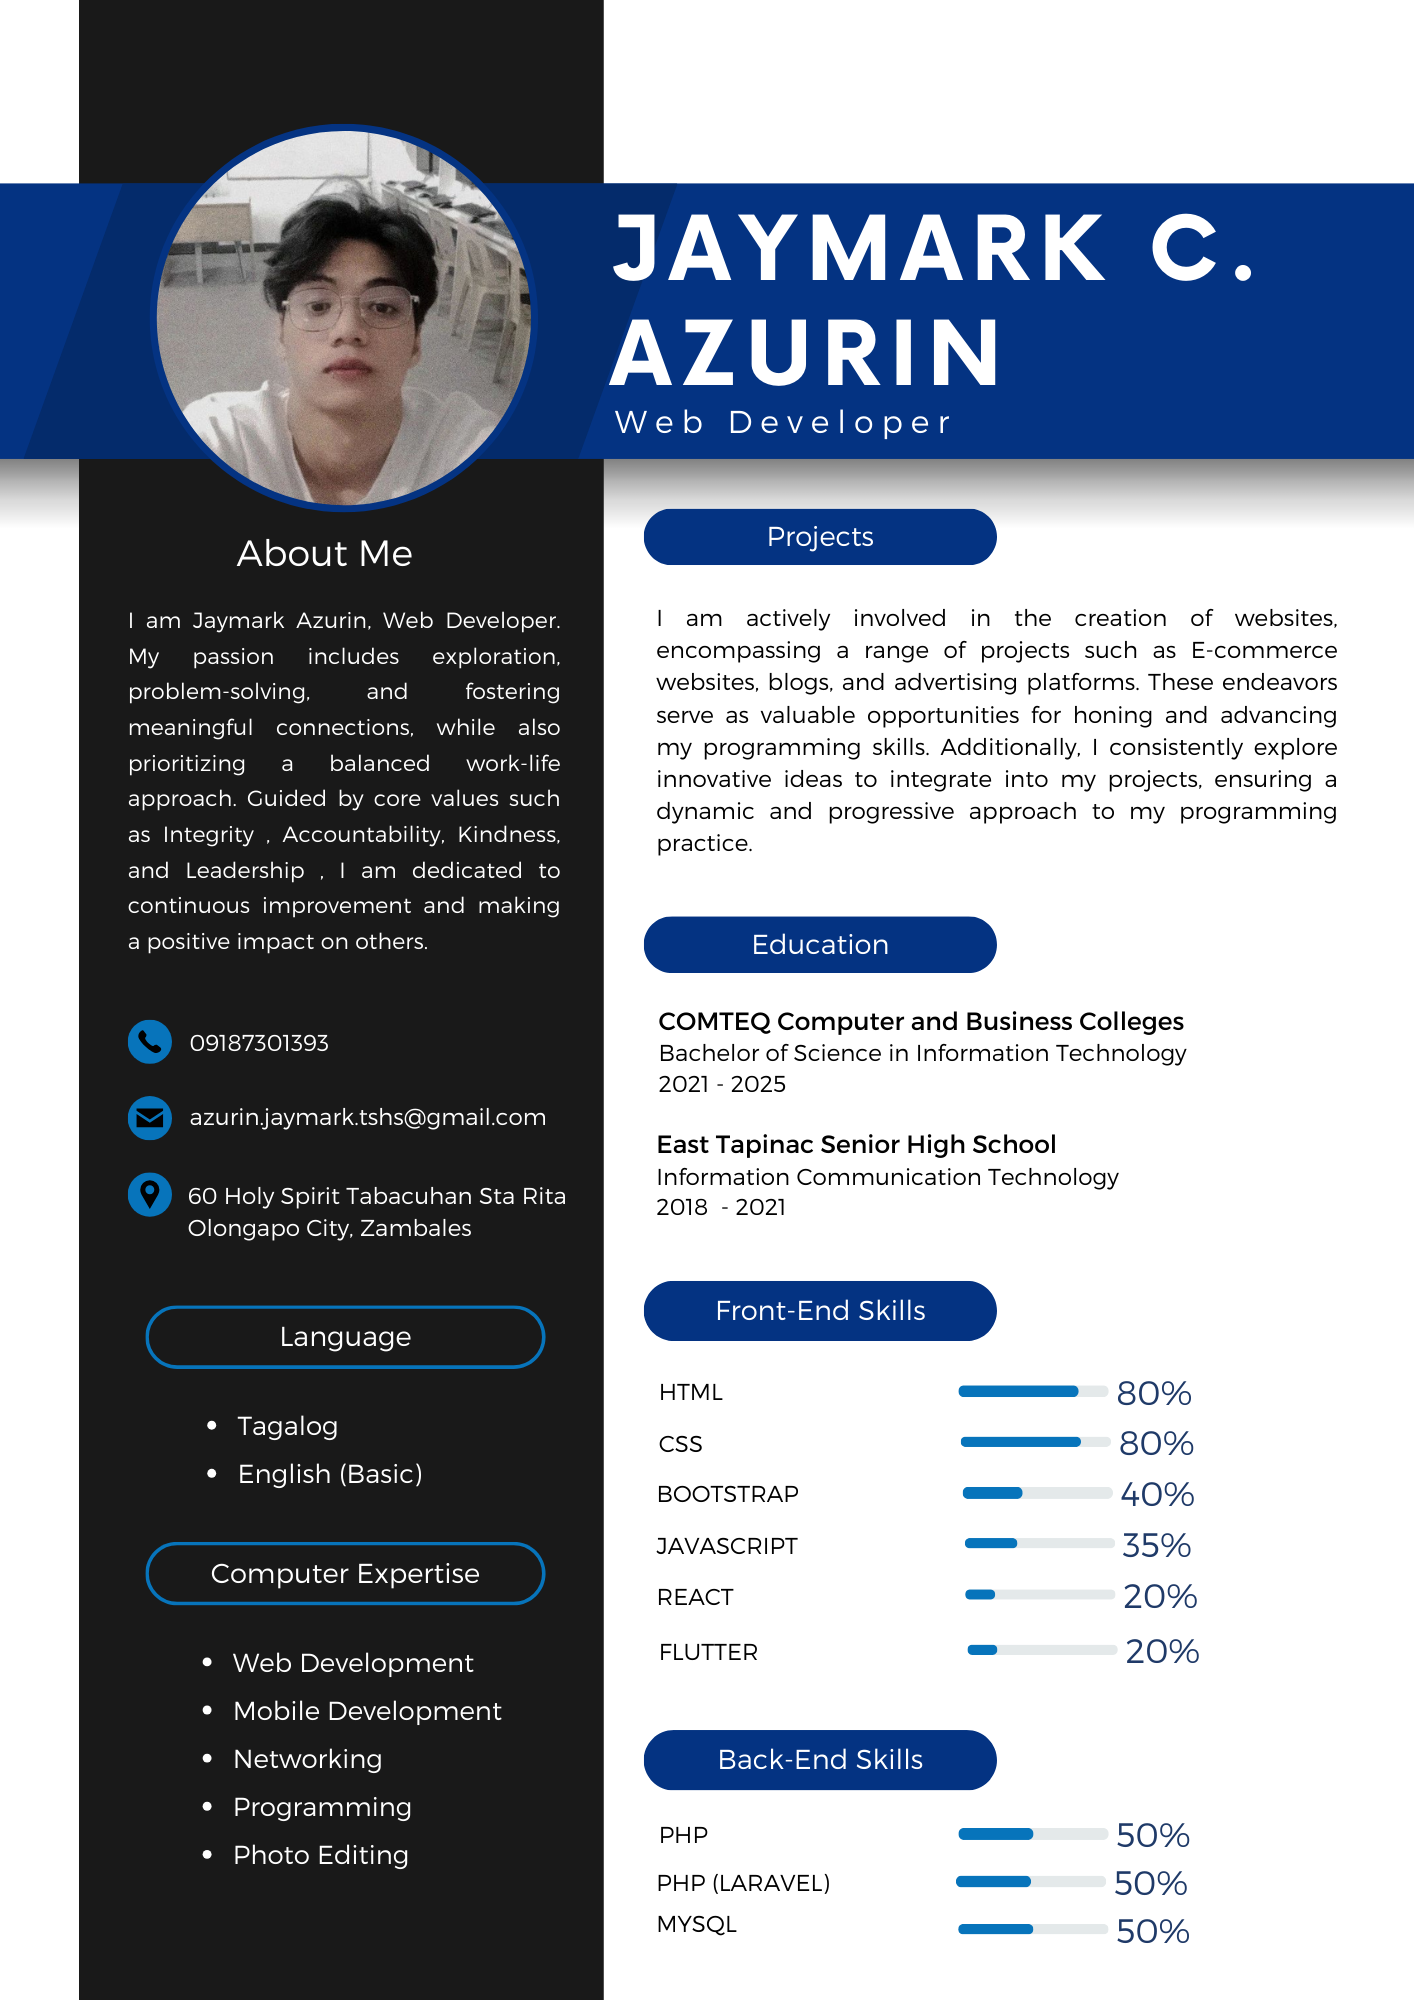 JAYMARK C.
AZURIN
Web Developer
About Me
I am Jaymark Azurin, Web Developer.
My passion includes exploration,
problem-solving, and fostering
meaningful connections, while also
prioritizing a balanced work-life
approach. Guided by core values such
as Integrity , Accountability, Kindness,
and Leadership , I am dedicated to
continuous improvement and making
a positive impact on others.
09187301393
azurin.jaymark.tshs@gmail.com
60 Holy Spirit Tabacuhan Sta Rita
Olongapo City, Zambales
Language
• Tagalog
• English (Basic)
Computer Expertise
• Web Development
• Mobile Development
• Networking
• Programming
• Photo Editing
Projects
I am actively involved in the creation of websites,
encompassing a range of projects such as E-commerce
websites, blogs, and advertising platforms. These endeavors
serve as valuable opportunities for honing and advancing
my programming skills. Additionally, I consistently explore
innovative ideas to integrate into my projects, ensuring a
dynamic and progressive approach to my programming
practice.
Education
COMTEQ Computer and Business Colleges
Bachelor of Science in Information Technology
2021 - 2025
East Tapinac Senior High School
Information Communication Technology
2018 - 2021
Front-End Skills
HTML 80%
CSS 80%
BOOTSTRAP 40%
JAVASCRIPT 35%
REACT 20%
FLUTTER 20%
Back-End Skills
PHP 50%
PHP (LARAVEL) 50%
MYSQL 50%